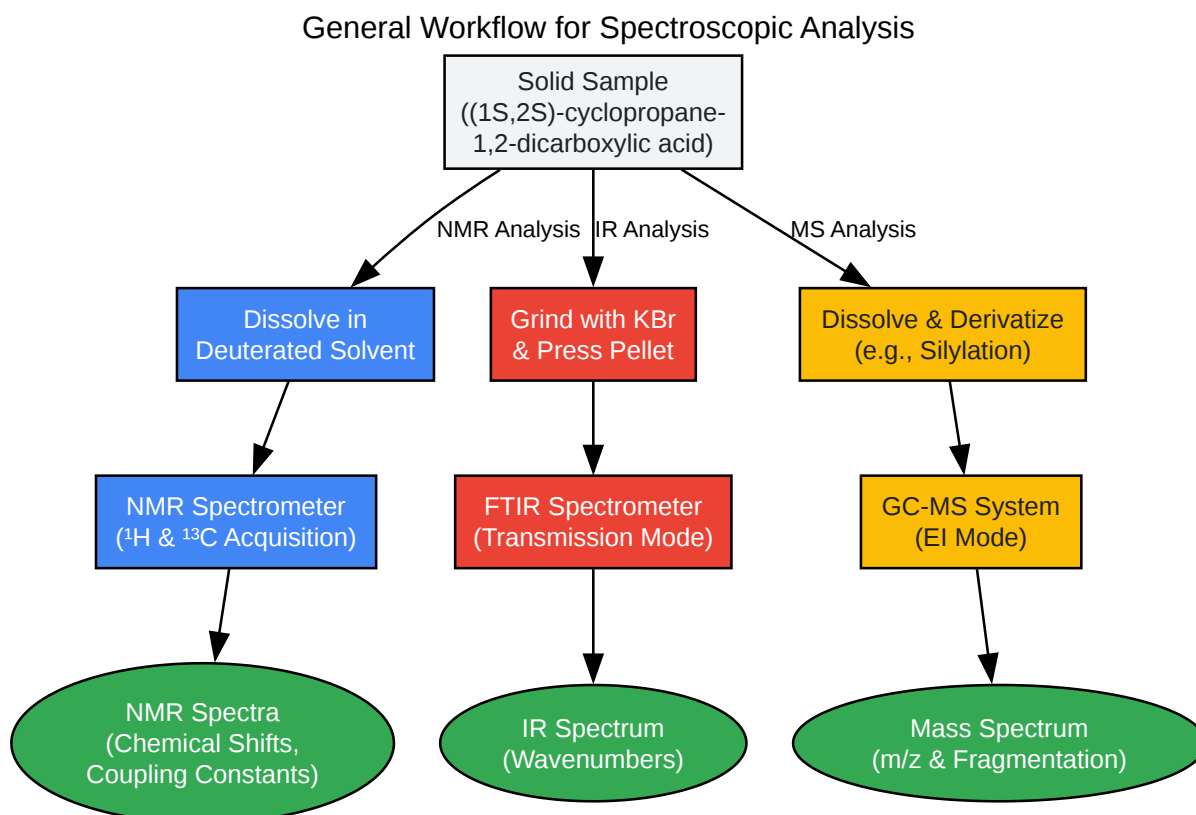 General Workflow for Spectroscopic Analysis
Solid Sample
((1S,2S)-cyclopropane-
1,2-dicarboxylic acid)
NMR Analysis
IR Analysis
MS Analysis
Dissolve in
Deuterated Solvent
Grind with KBr
& Press Pellet
Dissolve & Derivatize
(e.g., Silylation)
NMR Spectrometer
(¹H & ¹³C Acquisition)
FTIR Spectrometer
(Transmission Mode)
GC-MS System
(EI Mode)
NMR Spectra
(Chemical Shifts,
Coupling Constants)
IR Spectrum
(Wavenumbers)
Mass Spectrum
(m/z & Fragmentation)